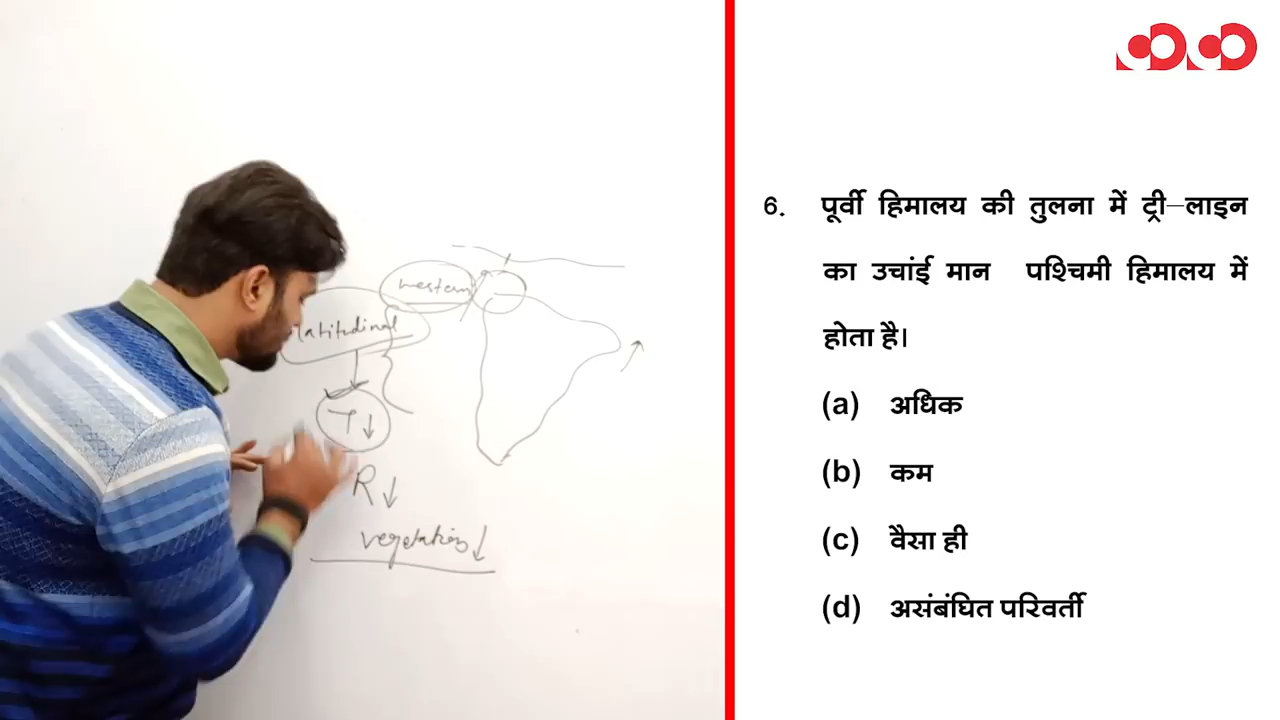 western
latitudinal
T↓
R↓
vegetation↓
6. पूर्वी हिमालय की तुलना में ट्री–लाइन
का उचांई मान पश्चिमी हिमालय में
होता है।
(a) अधिक
(b) कम
(c) वैसा ही
(d) असंबंघित परिवर्ती